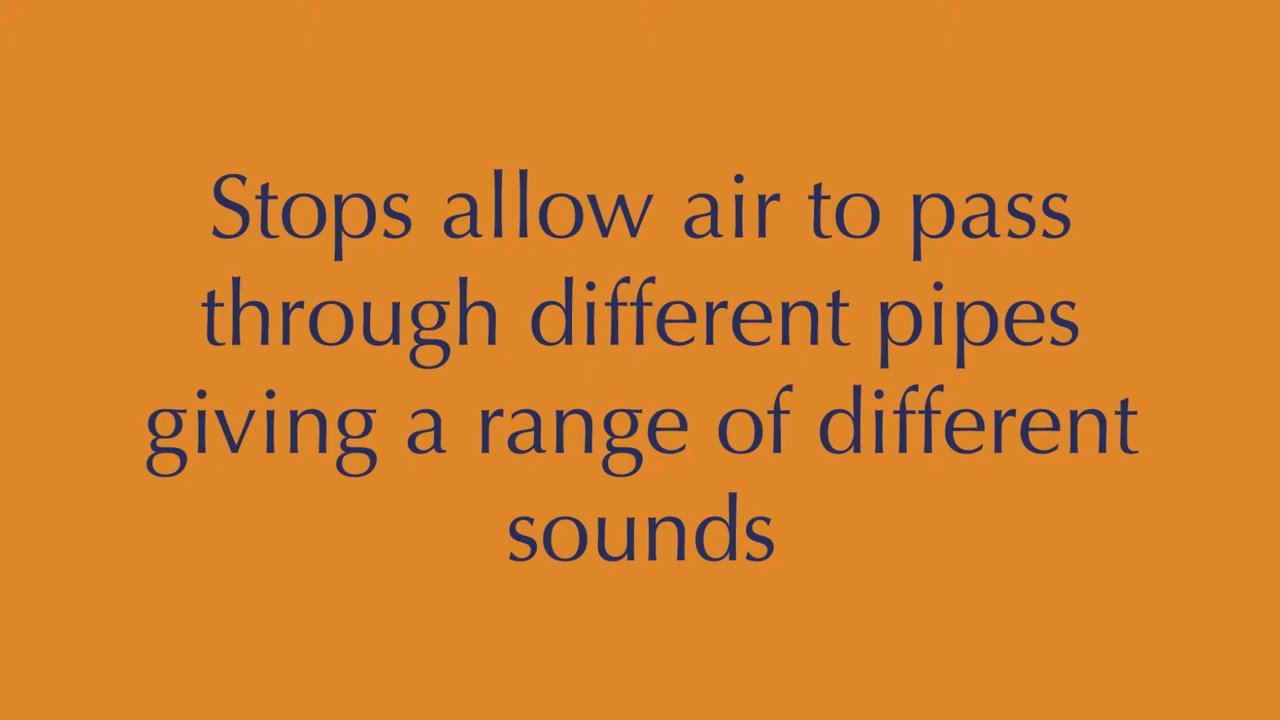 Stops allow air to pass
through different pipes
giving a range of different
sounds